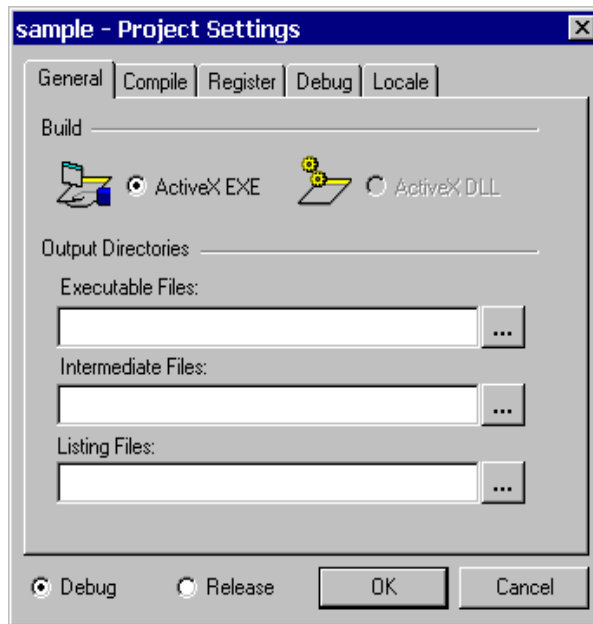 sample - Project Settings
General Compile Register Debug Locale
Build
ActiveX EXE ActiveX DLL
Output Directories
Executable Files:
...
Intermediate Files:
...
Listing Files:
...
Debug Release OK Cancel